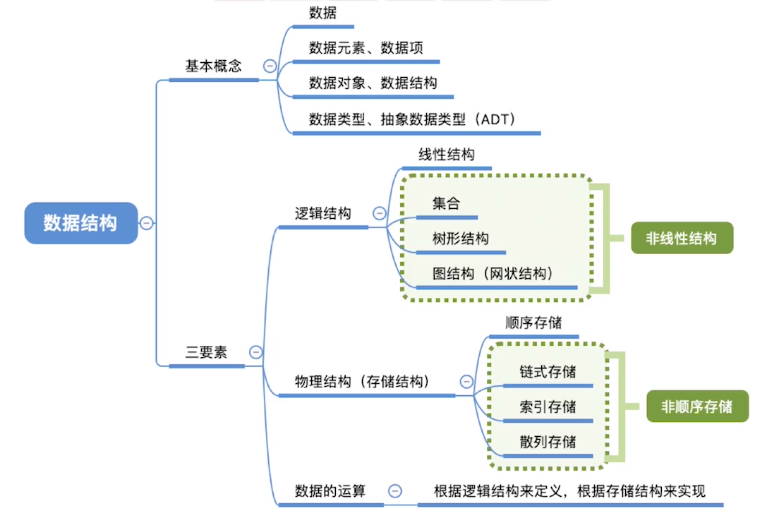 数据结构
基本概念
数据
数据元素、数据项
数据对象、数据结构
数据类型、抽象数据类型（ADT）
三要素
逻辑结构
线性结构
集合
树形结构
图结构（网状结构）
非线性结构
物理结构（存储结构）
顺序存储
链式存储
索引存储
散列存储
非顺序存储
数据的运算
根据逻辑结构来定义，根据存储结构来实现